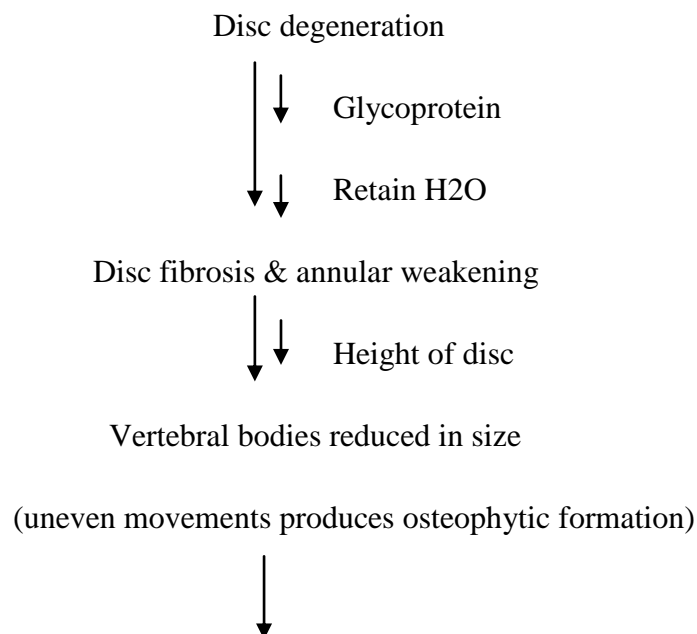 Disc degeneration
Glycoprotein
Retain H2O
Disc fibrosis & annular weakening
Height of disc
Vertebral bodies reduced in size
(uneven movements produces osteophytic formation)